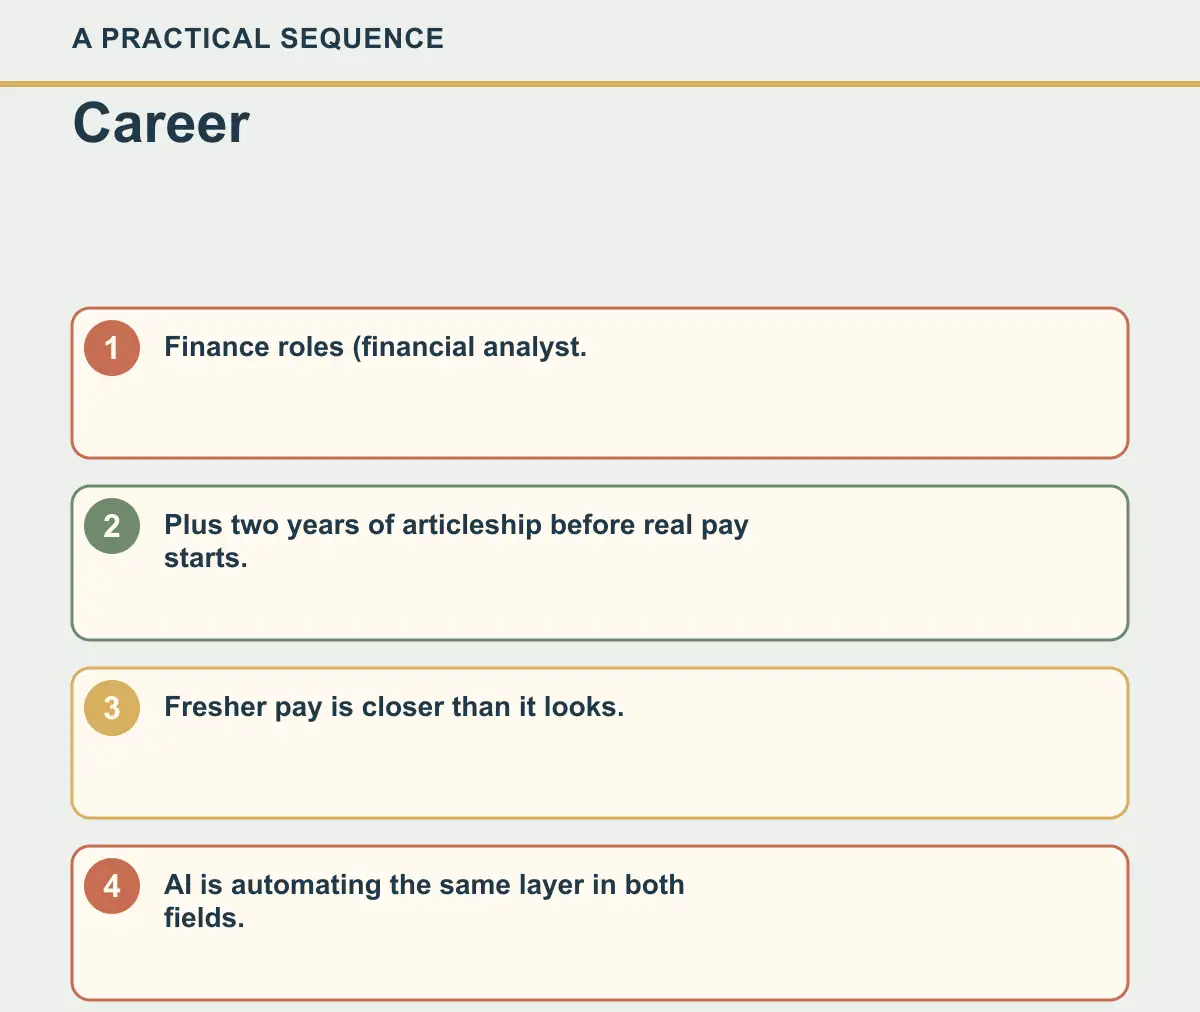 A PRACTICAL SEQUENCE
Career
1
Finance roles (financial analyst.
2
Plus two years of articleship before real pay
starts.
3
Fresher pay is closer than it looks.
4
AI is automating the same layer in both
fields.